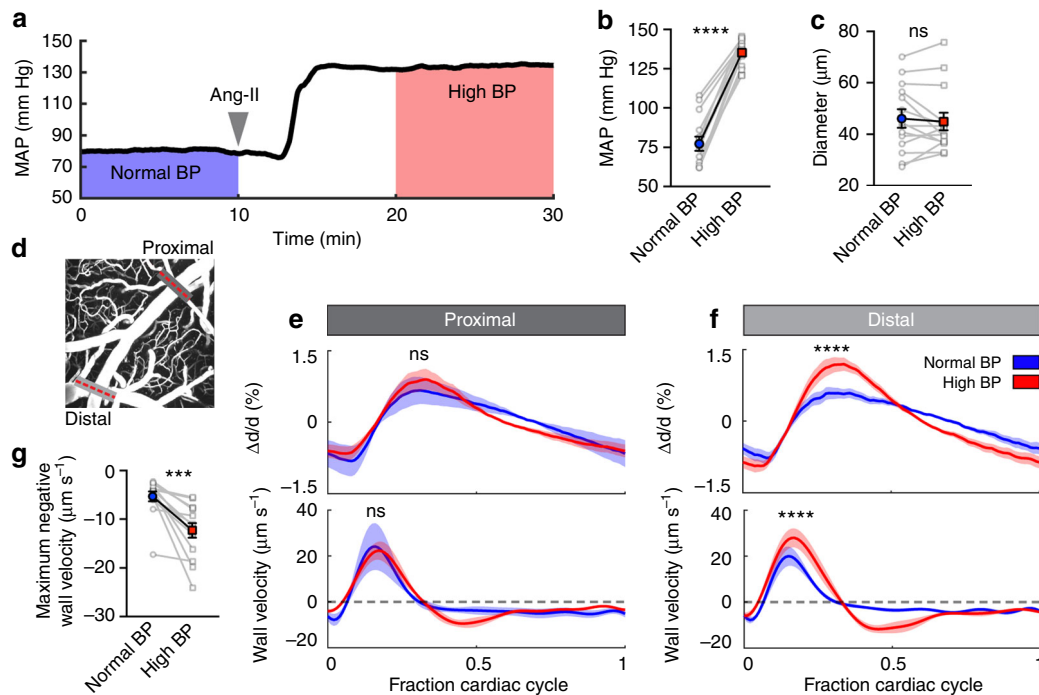 a
MAP (mm Hg)
150
130
110
90
70
50
Ang-II
Normal BP
High BP
0
10
20
30
Time (min)
b
MAP (mm Hg)
150
125
100
75
50
****
Normal BP
High BP
c
Diameter (μm)
80
60
40
20
ns
Normal BP
High BP
d
Proximal
Distal
e
Proximal
ns
Δd/d (%)
1.5
0
−1.5
ns
Wall velocity (μm s⁻¹)
40
20
0
−20
0
0.5
1
Fraction cardiac cycle
f
Distal
****
Normal BP
High BP
Δd/d (%)
1.5
0
−1.5
****
Wall velocity (μm s⁻¹)
40
20
0
−20
0
0.5
1
Fraction cardiac cycle
g
Maximum negative
wall velocity (μm s⁻¹)
0
−10
−20
−30
***
Normal BP
High BP